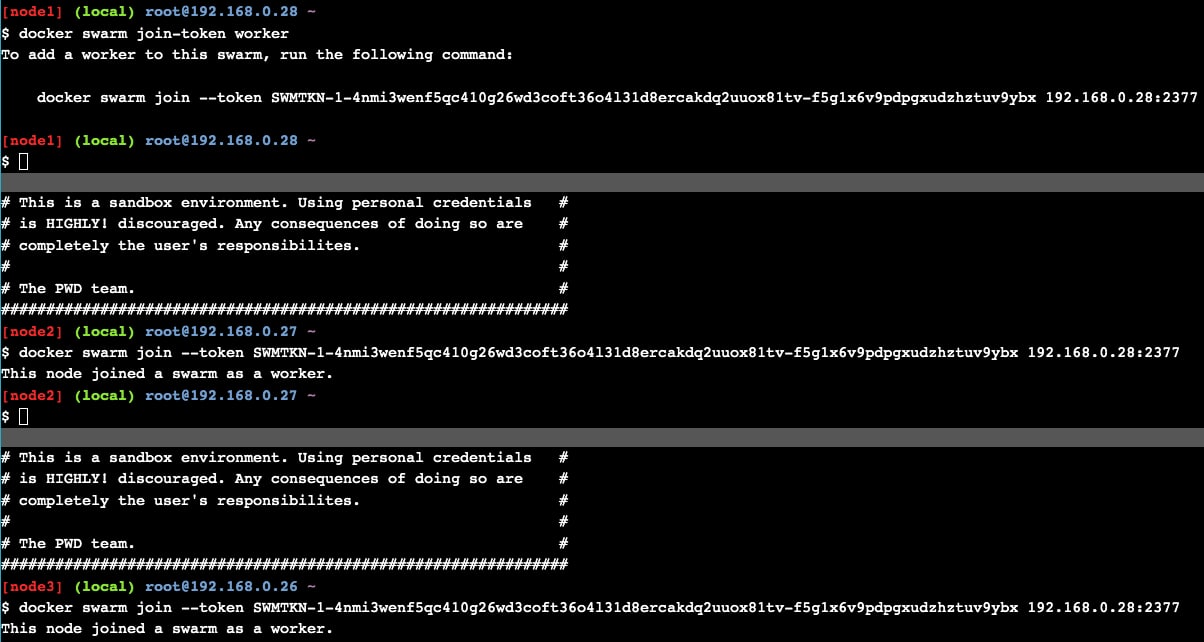 [node1] (local) root@192.168.0.28 ~
$ docker swarm join-token worker
To add a worker to this swarm, run the following command:
docker swarm join --token SWMTKN-1-4nmi3wenf5qc410g26wd3coft36o4l31d8ercakdq2uuox81tv-f5g1x6v9pdpgxudzhztuv9ybx 192.168.0.28:2377
[node1] (local) root@192.168.0.28 ~
$
# This is a sandbox environment. Using personal credentials #
# is HIGHLY! discouraged. Any consequences of doing so are #
# completely the user's responsibilites. #
# #
# The PWD team. #
###############################################################
[node2] (local) root@192.168.0.27 ~
$ docker swarm join --token SWMTKN-1-4nmi3wenf5qc410g26wd3coft36o4l31d8ercakdq2uuox81tv-f5g1x6v9pdpgxudzhztuv9ybx 192.168.0.28:2377
This node joined a swarm as a worker.
[node2] (local) root@192.168.0.27 ~
$
# This is a sandbox environment. Using personal credentials #
# is HIGHLY! discouraged. Any consequences of doing so are #
# completely the user's responsibilites. #
# #
# The PWD team. #
###############################################################
[node3] (local) root@192.168.0.26 ~
$ docker swarm join --token SWMTKN-1-4nmi3wenf5qc410g26wd3coft36o4l31d8ercakdq2uuox81tv-f5g1x6v9pdpgxudzhztuv9ybx 192.168.0.28:2377
This node joined a swarm as a worker.